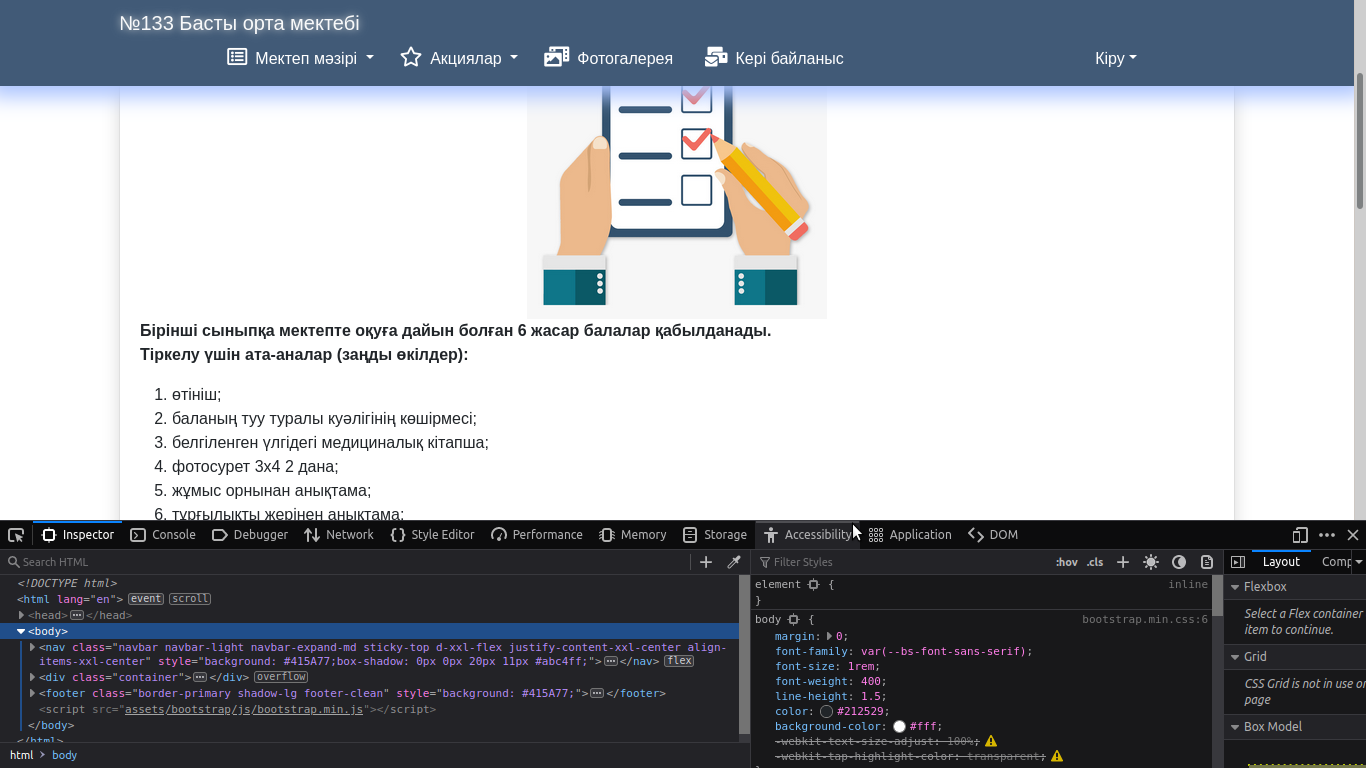 №133 Басты орта мектебі
Мектеп мәзірі Акциялар Фотогалерея Кері байланыс Кіру
Бірінші сыныпқа мектепте оқуға дайын болған 6 жасар балалар қабылданады.
Тіркелу үшін ата-аналар (заңды өкілдер):
1. өтініш;
2. баланың туу туралы куәлігінің көшірмесі;
3. белгіленген үлгідегі медициналық кітапша;
4. фотосурет 3х4 2 дана;
5. жұмыс орнынан анықтама;
6. тұрғылықты жерінен анықтама;
Inspector Console Debugger Network Style Editor Performance Memory Storage Accessibility Application DOM
Search HTML
<!DOCTYPE html>
<html lang="en"> event scroll
<head></head>
<body>
<nav class="navbar navbar-light navbar-expand-md sticky-top d-xxl-flex justify-content-xxl-center align-
items-xxl-center" style="background: #415A77;box-shadow: 0px 0px 20px 11px #abc4ff;"></nav> flex
<div class="container"></div> overflow
<footer class="border-primary shadow-lg footer-clean" style="background: #415A77;"></footer>
<script src="assets/bootstrap/js/bootstrap.min.js"></script>
</body>
</html>
html > body
Filter Styles :hov .cls
element { inline
}
body { bootstrap.min.css:6
margin: 0;
font-family: var(--bs-font-sans-serif);
font-size: 1rem;
font-weight: 400;
line-height: 1.5;
color: #212529;
background-color: #fff;
-webkit-text-size-adjust: 100%;
-webkit-tap-highlight-color: transparent;
Layout Comp
Flexbox
Select a Flex container
item to continue.
Grid
CSS Grid is not in use on
page
Box Model